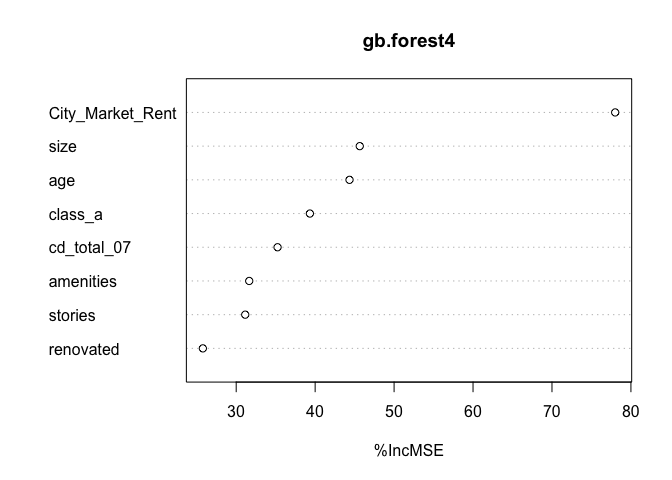 gb.forest4
City_Market_Rent
size
age
class_a
cd_total_07
amenities
stories
renovated
30 40 50 60 70 80
%IncMSE